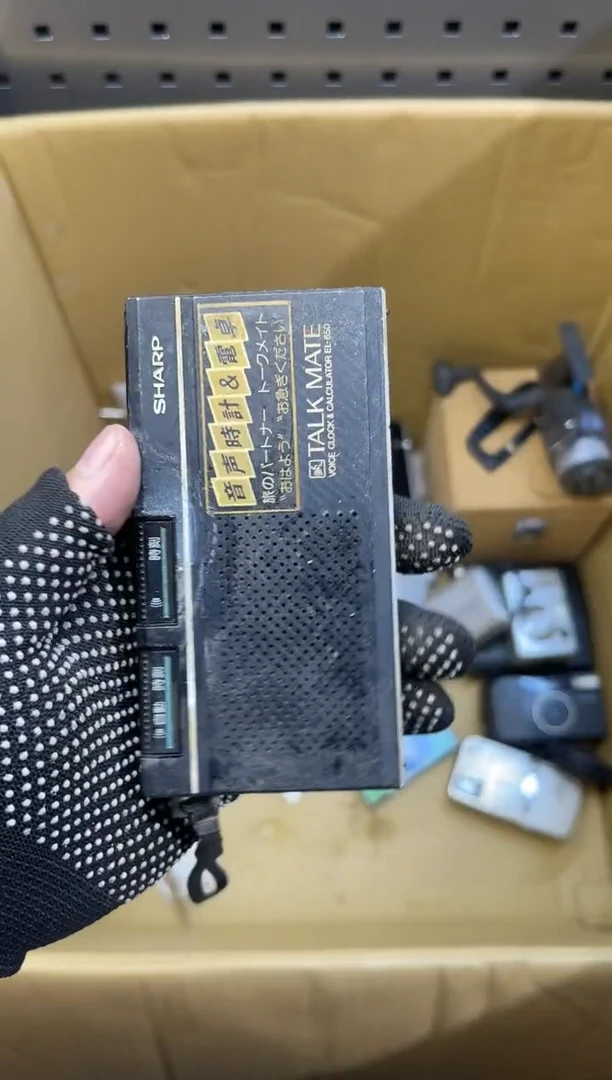 SHARP
音声時計&電卓
旅のパートナー トークメイト
"おはよう" "お急ぎください"
TALK MATE
VOICE CLOCK & CALCULATOR EL-650
時刻
自動 時刻